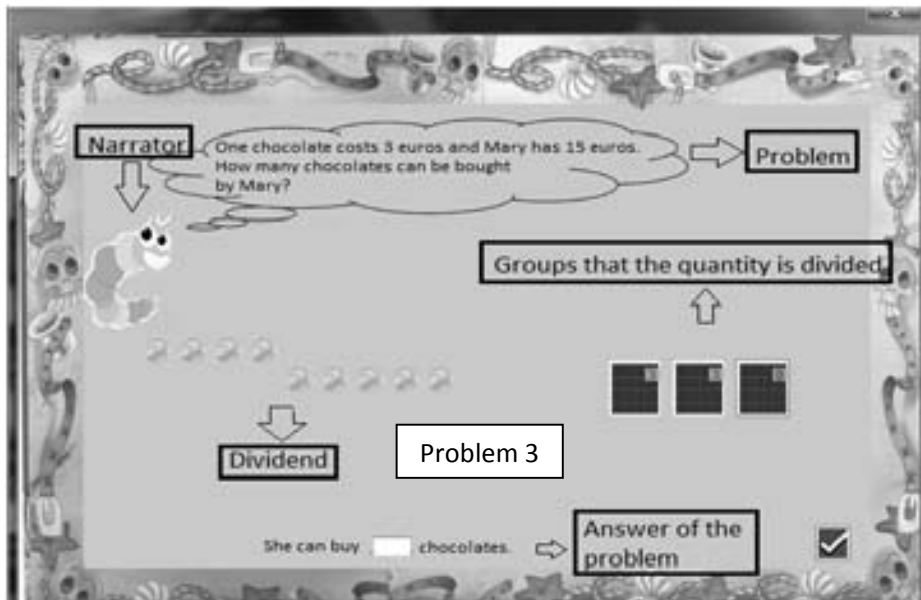 Narrator
One chocolate costs 3 euros and Mary has 15 euros.
How many chocolates can be bought
by Mary?
Problem
Groups that the quantity is divided
Dividend
Problem 3
She can buy chocolates.
Answer of the
problem